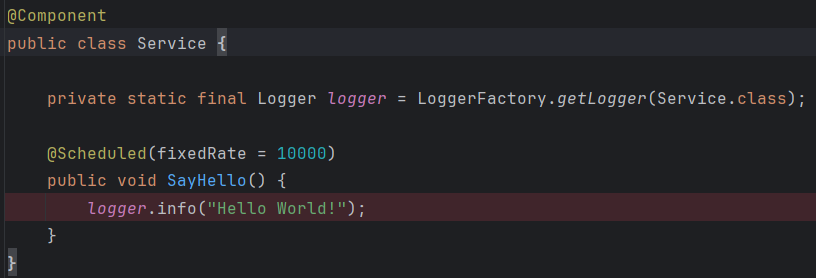 @Component
public class Service {
private static final Logger logger = LoggerFactory.getLogger(Service.class);
@Scheduled(fixedRate = 10000)
public void SayHello() {
logger.info("Hello World!");
}
}